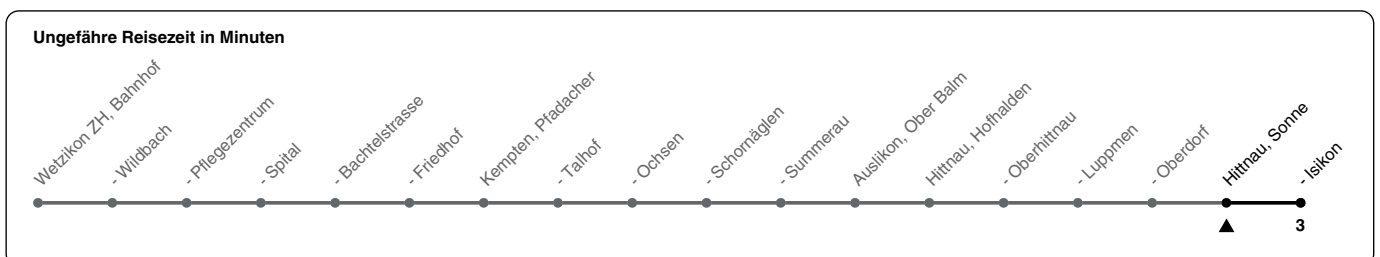 Ungefähre Reisezeit in Minuten
Wetzikon ZH, Bahnhof
- Wildbach
- Pflegezentrum
- Spital
- Bachtelstrasse
- Friedhof
Kempten, Pfadacher
- Talhof
- Ochsen
- Schornäglen
- Summerau
Auslikon, Ober Balm
Hittnau, Hofhalden
- Oberhittnau
- Luppmen
- Oberdorf
Hittnau, Sonne
- Isikon
3